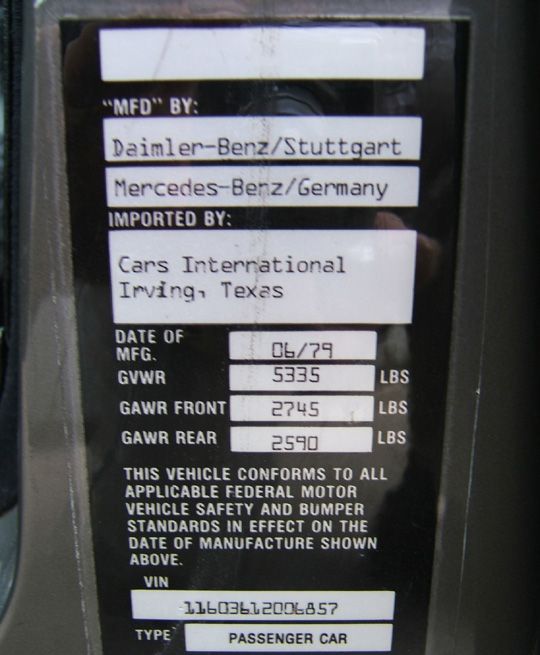 "MFD" BY:
Daimler-Benz/Stuttgart
Mercedes-Benz/Germany
IMPORTED BY:
Cars International
Irving, Texas
DATE OF MFG. 06/79
GVWR 5335 LBS
GAWR FRONT 2745 LBS
GAWR REAR 2590 LBS
THIS VEHICLE CONFORMS TO ALL
APPLICABLE FEDERAL MOTOR
VEHICLE SAFETY AND BUMPER
STANDARDS IN EFFECT ON THE
DATE OF MANUFACTURE SHOWN
ABOVE.
VIN
11603612006857
TYPE PASSENGER CAR